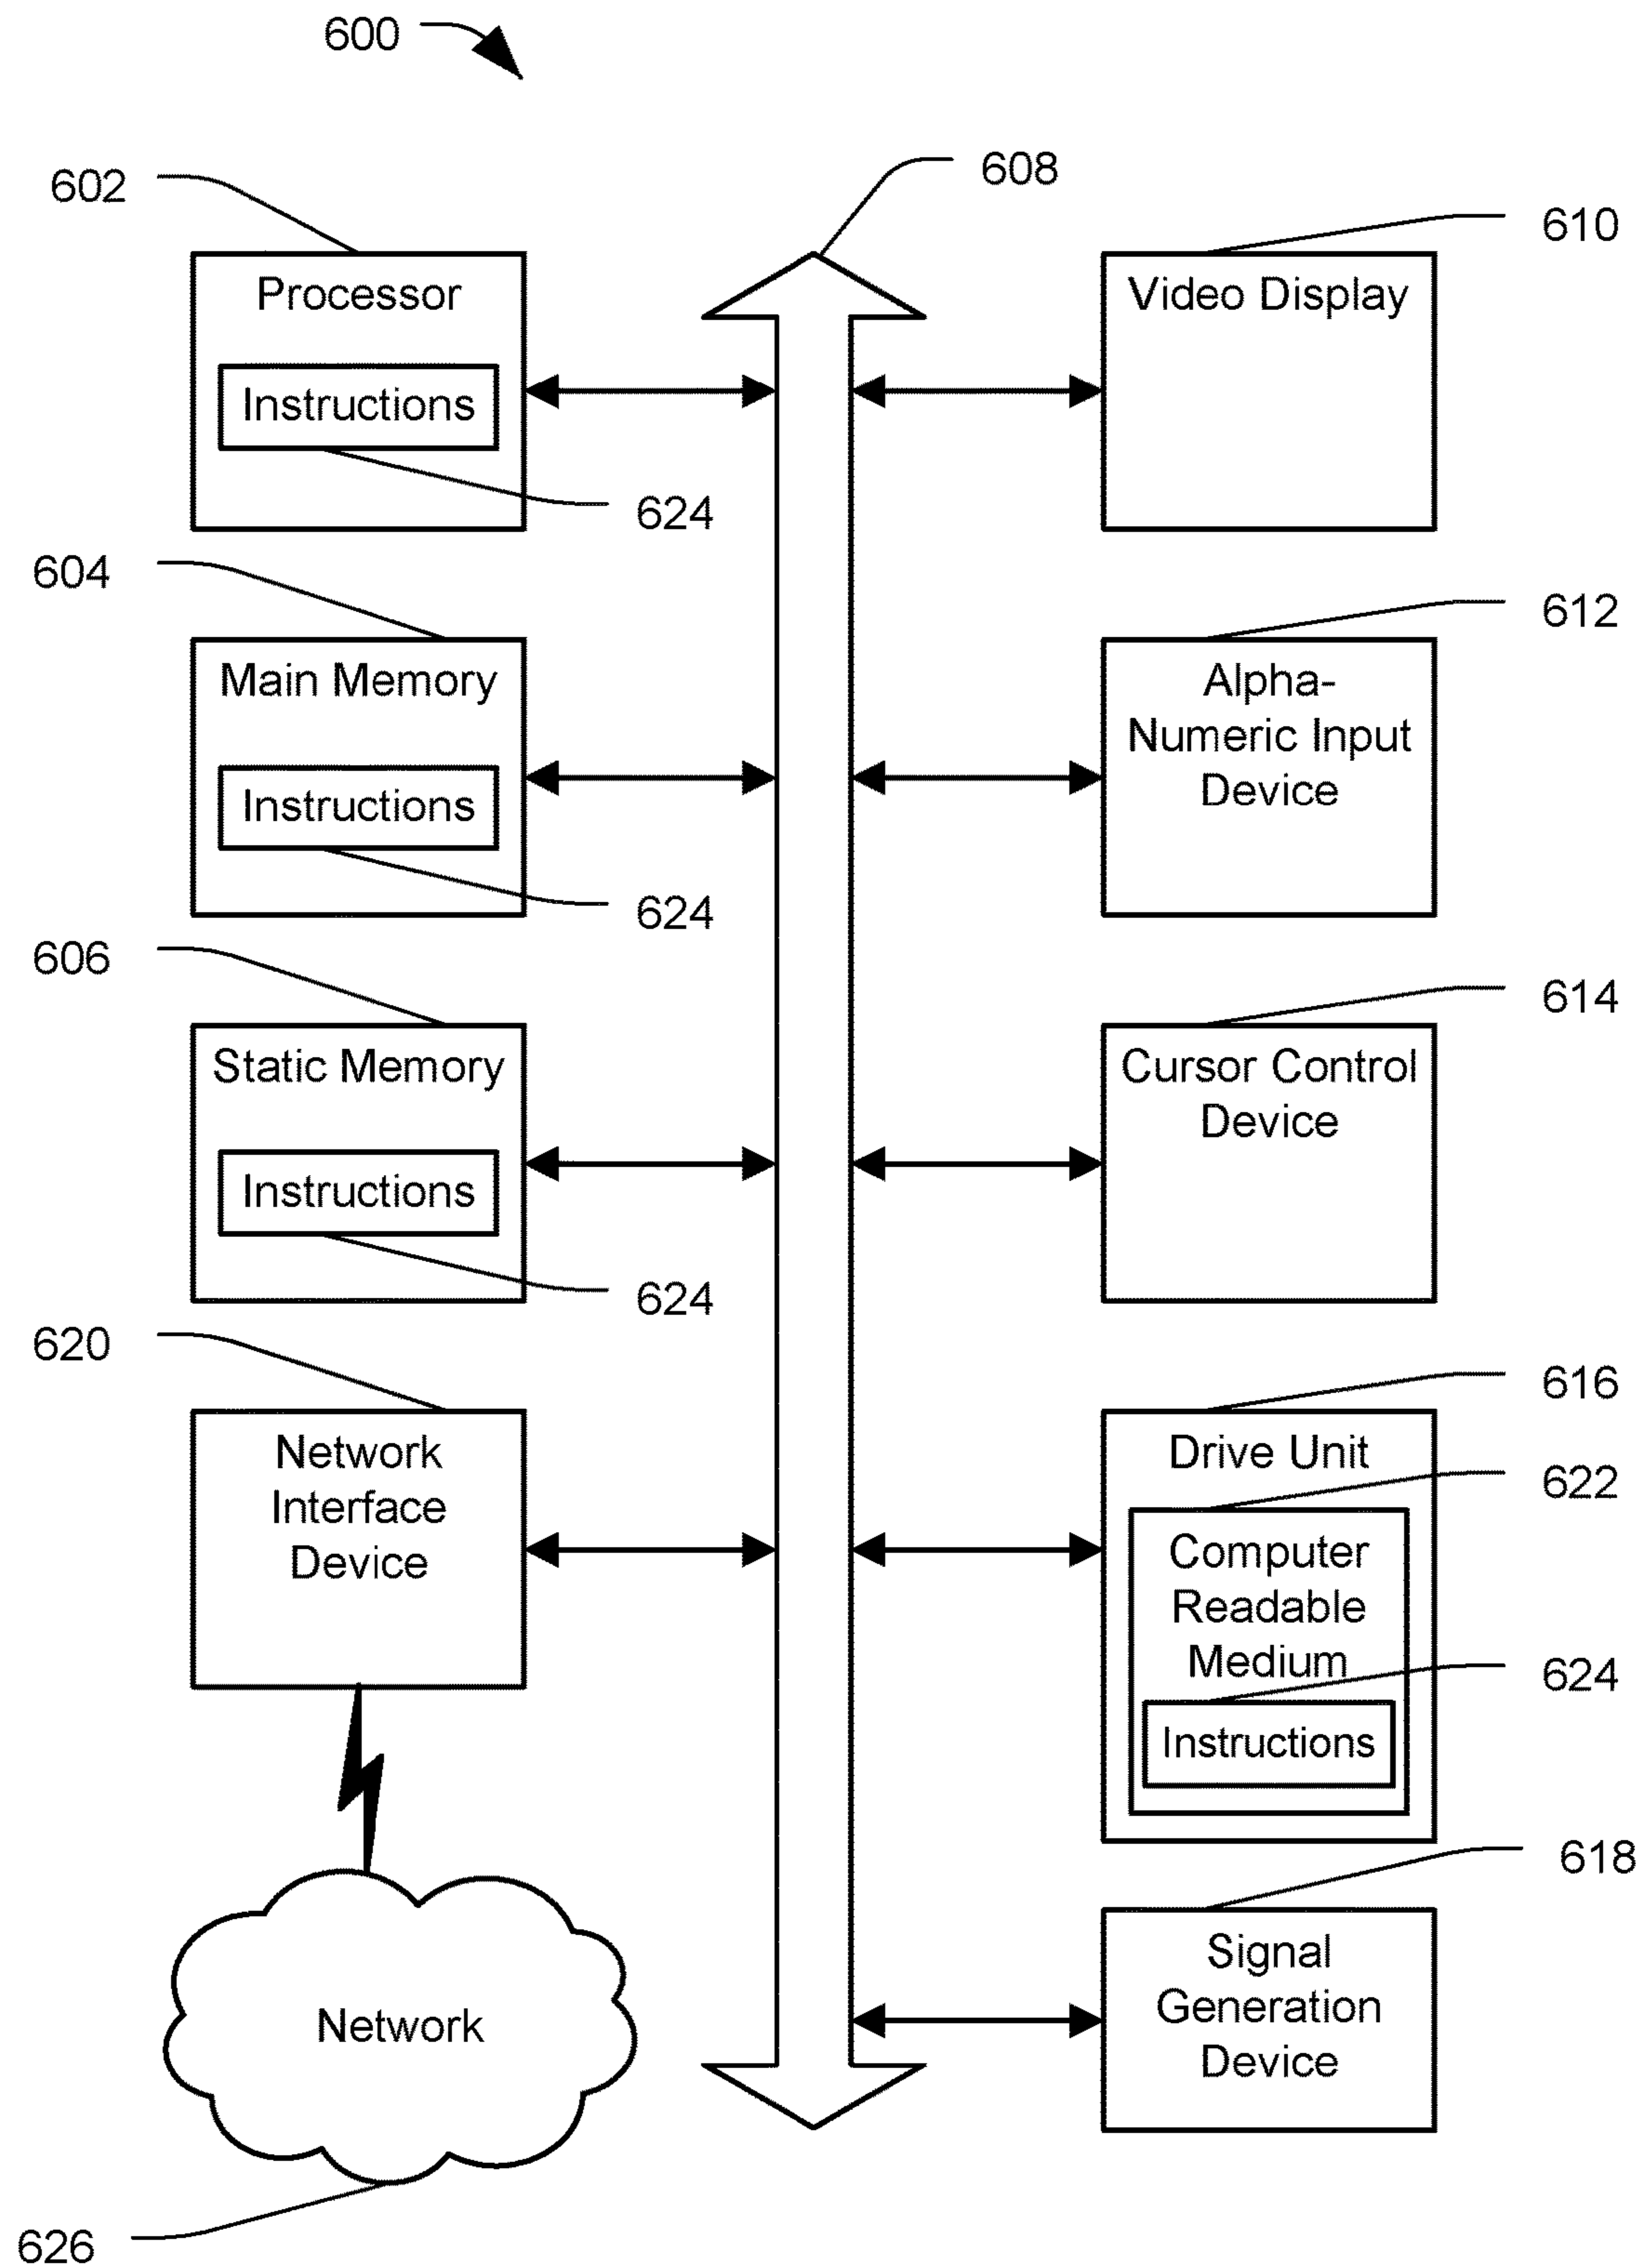 600
608
602
610
Processor
Video Display
Instructions
624
604
612
Main Memory
Alpha-
Numeric Input
Device
Instructions
624
606
614
Static Memory
Cursor Control
Device
Instructions
624
620
616
Network
Interface
Device
Drive Unit
622
Computer
Readable
Medium
624
Instructions
618
Signal
Generation
Device
Network
626